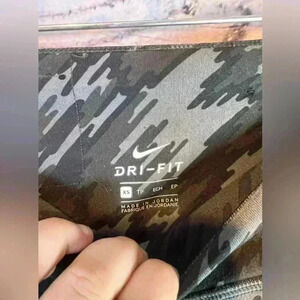 DRI-FIT
XS TP ECH EP
MADE IN JORDAN
FABRIQUÉ EN JORDANIE